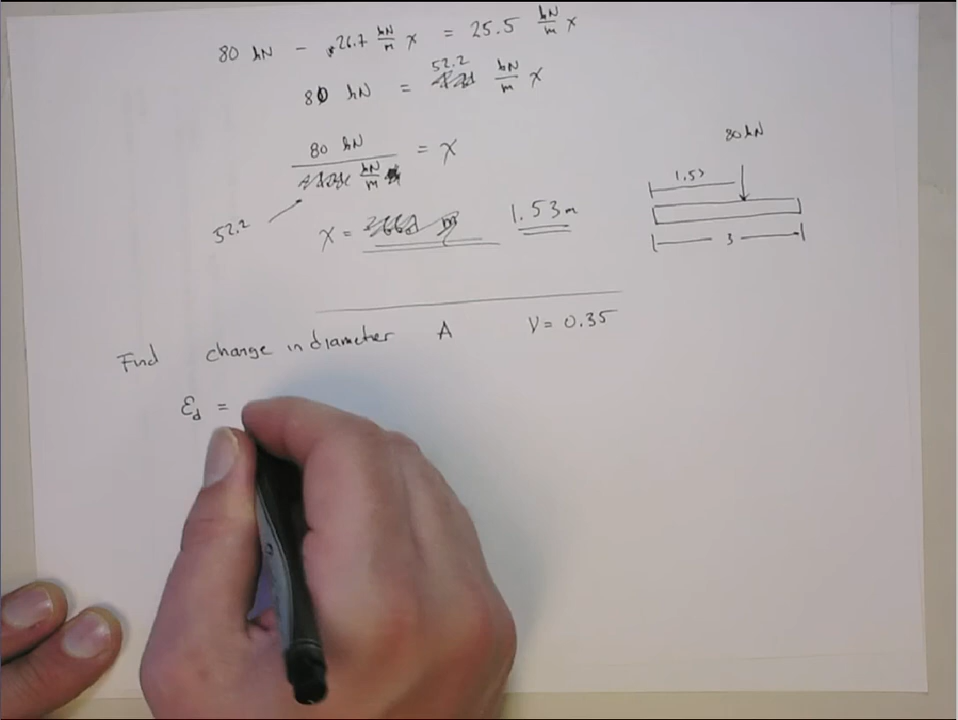 80 kN - 26.7 kN/m x = 25.5 kN/m x
52.2
80 kN = kN/m x
80 kN
= x
kN/m
52.2
x = m 1.53m
80 kN
1.53
3
Find change in diameter A V = 0.35
εd =